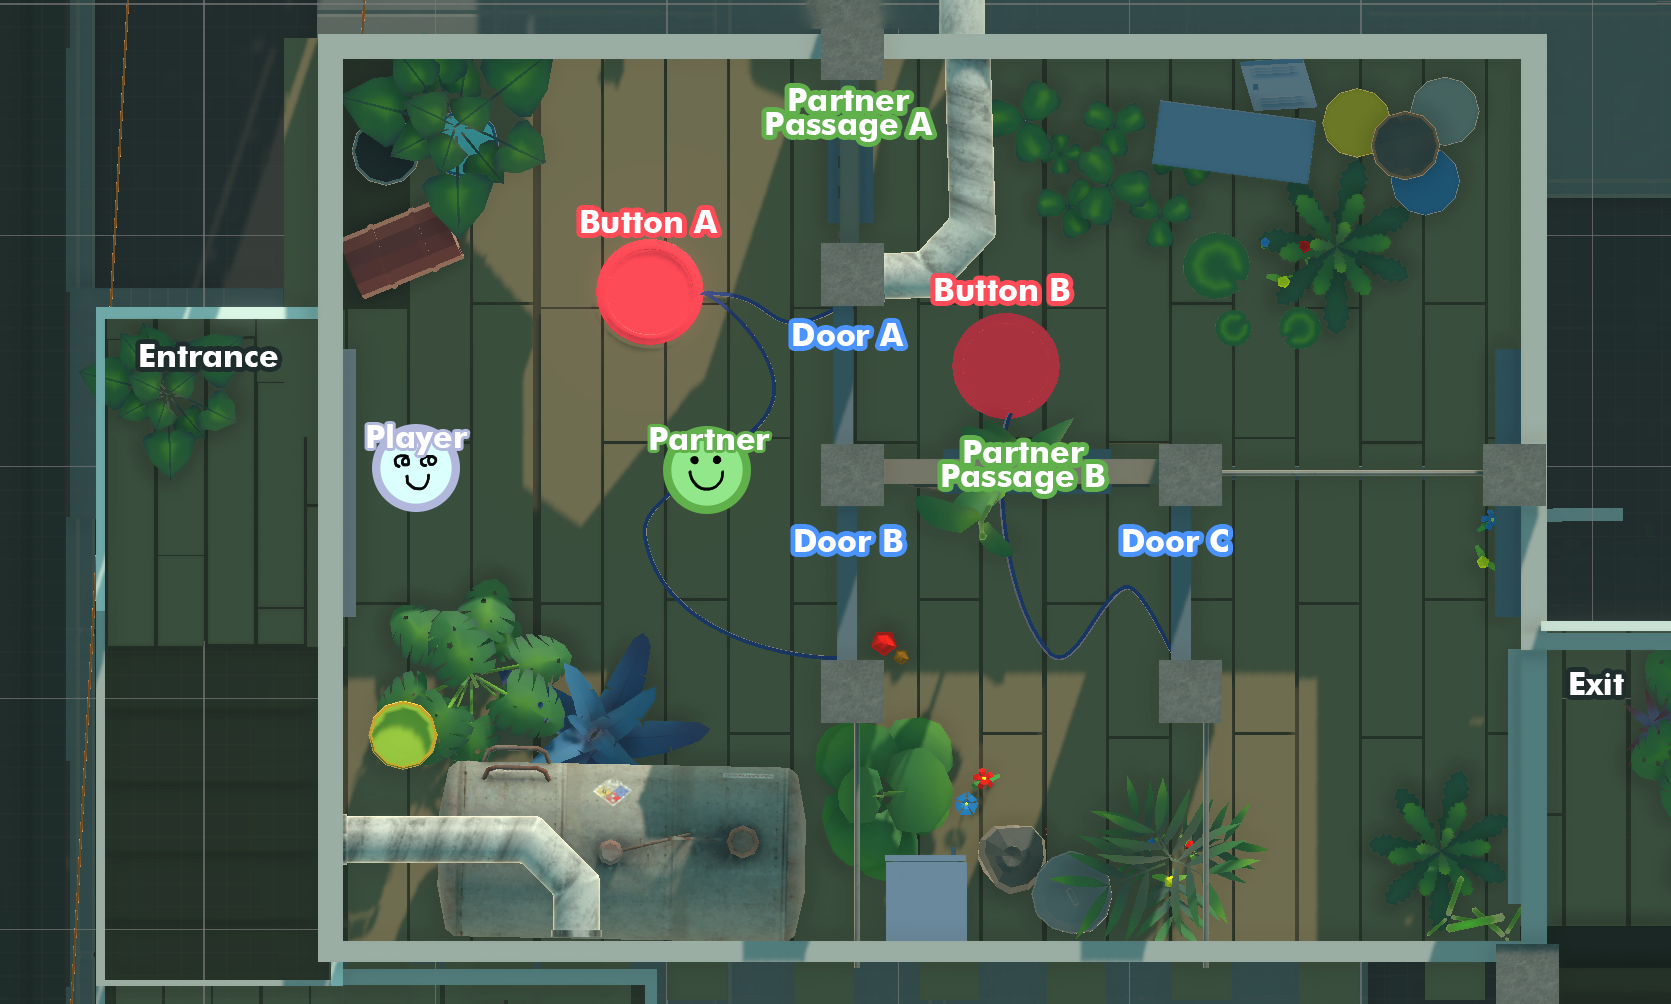 Partner
Passage A
Button A
Button B
Door A
Entrance
Player
Partner
Partner
Passage B
Door B
Door C
Exit